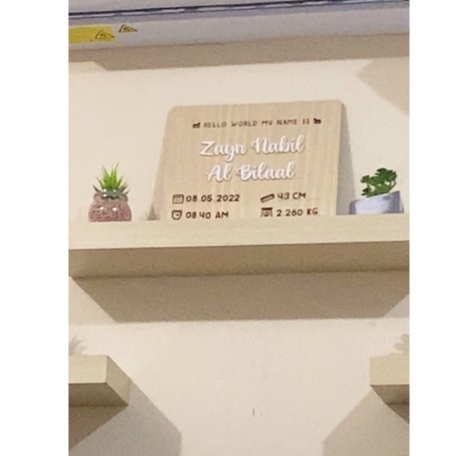 HELLO WORLD MY NAME IS
Zayn Nabil
Al Bilaal
08.05.2022
43 CM
08.40 AM
2.260 KG